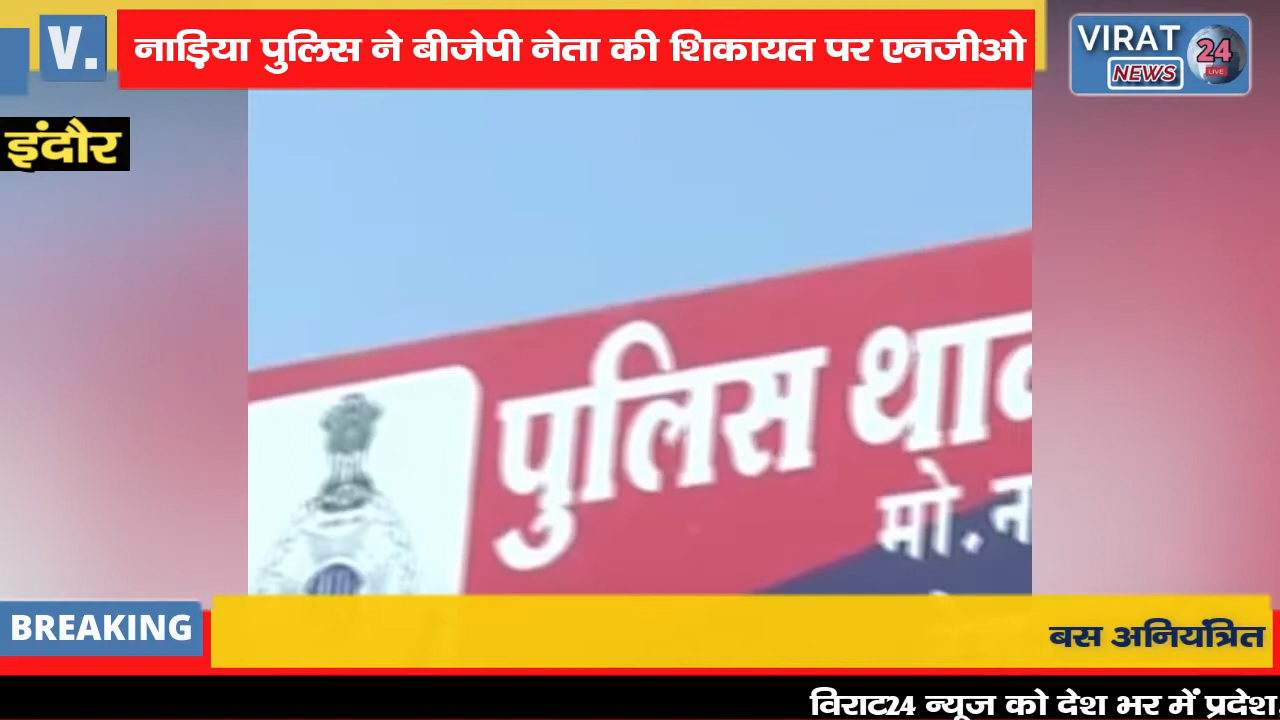 V.
नाड़िया पुलिस ने बीजेपी नेता की शिकायत पर एनजीओ
VIRAT
24
LIVE
NEWS
इंदौर
पुलिस
मो.
BREAKING
बस अनियंत्रित
विराट24 न्यूज को देश भर में प्रदेश